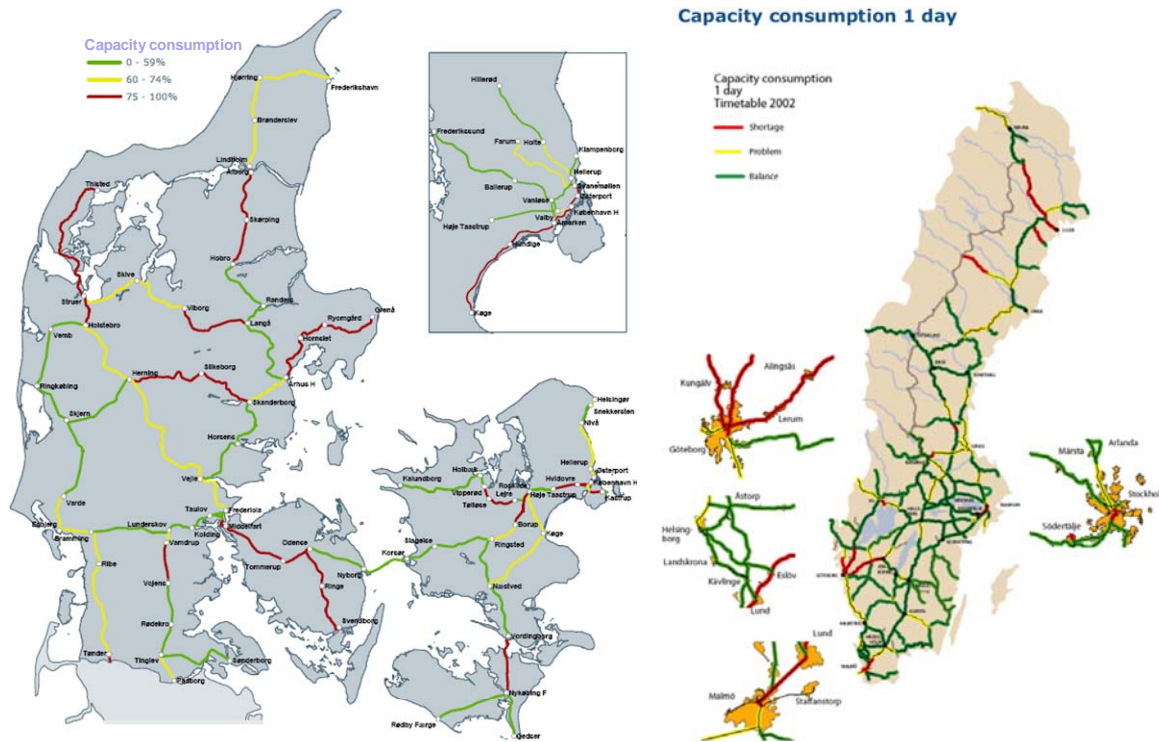 Capacity consumption
0 - 59%
60 - 74%
75 - 100%
Hjørring
Frederikshavn
Brønderslev
Lindholm
Ålborg
Thisted
Skørping
Hobro
Skive
Struer
Viborg
Randers
Langå
Ryomgård
Grenå
Holstebro
Vemb
Hornslet
Herning
Silkeborg
Århus H
Ringkøbing
Skanderborg
Skjern
Horsens
Vejle
Varde
Taulov
Fredericia
Esbjerg
Lunderskov
Middelfart
Bramming
Kolding
Vamdrup
Ribe
Odense
Tommerup
Nyborg
Vojens
Ringe
Rødekro
Svendborg
Tønder
Tinglev
Sønderborg
Padborg
Hillerød
Frederikssund
Farum
Holte
Klampenborg
Hellerup
Ballerup
Svanemøllen
Østerport
Vanløse
København H
Valby
Høje Taastrup
Åmarken
Hundige
Køge
Helsingør
Snekkersten
Nivå
Hellerup
Østerport
Holbæk
Roskilde
Hvidovre
København H
Kalundborg
Vipperød
Lejre
Høje Taastrup
Kastrup
Tølløse
Borup
Slagelse
Ringsted
Køge
Korsør
Næstved
Vordingborg
Nykøbing F
Rødby Færge
Gedser
Capacity consumption 1 day
Capacity consumption
1 day
Timetable 2002
Shortage
Problem
Balance
Kungälv
Alingsås
Lerum
Göteborg
Åstorp
Helsing-
borg
Landskrona
Kävlinge
Eslöv
Lund
Lund
Malmö
Staffanstorp
Märsta
Arlanda
Stockhol
Södertälje